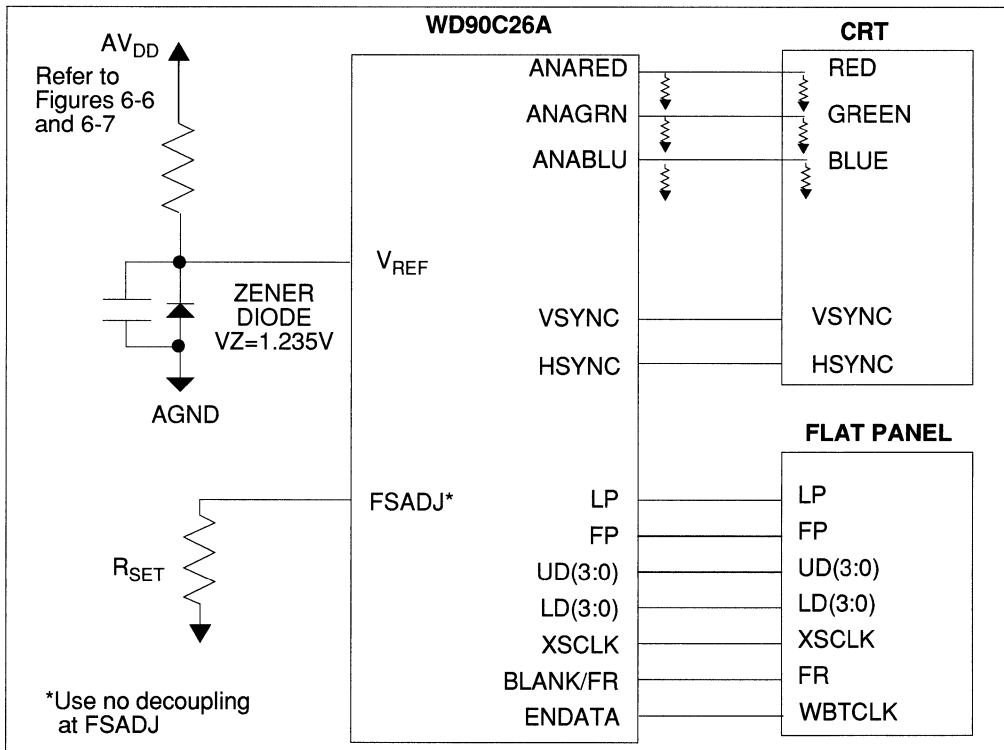 WD90C26A
CRT
AV_DD
Refer to
Figures 6-6
and 6-7
ANARED
RED
ANAGRN
GREEN
ANABLU
BLUE
V_REF
ZENER
DIODE
VZ=1.235V
AGND
VSYNC
VSYNC
HSYNC
HSYNC
FLAT PANEL
FSADJ*
R_SET
LP
LP
FP
FP
UD(3:0)
UD(3:0)
LD(3:0)
LD(3:0)
XSCLK
XSCLK
BLANK/FR
FR
ENDATA
WBTCLK
*Use no decoupling
at FSADJ